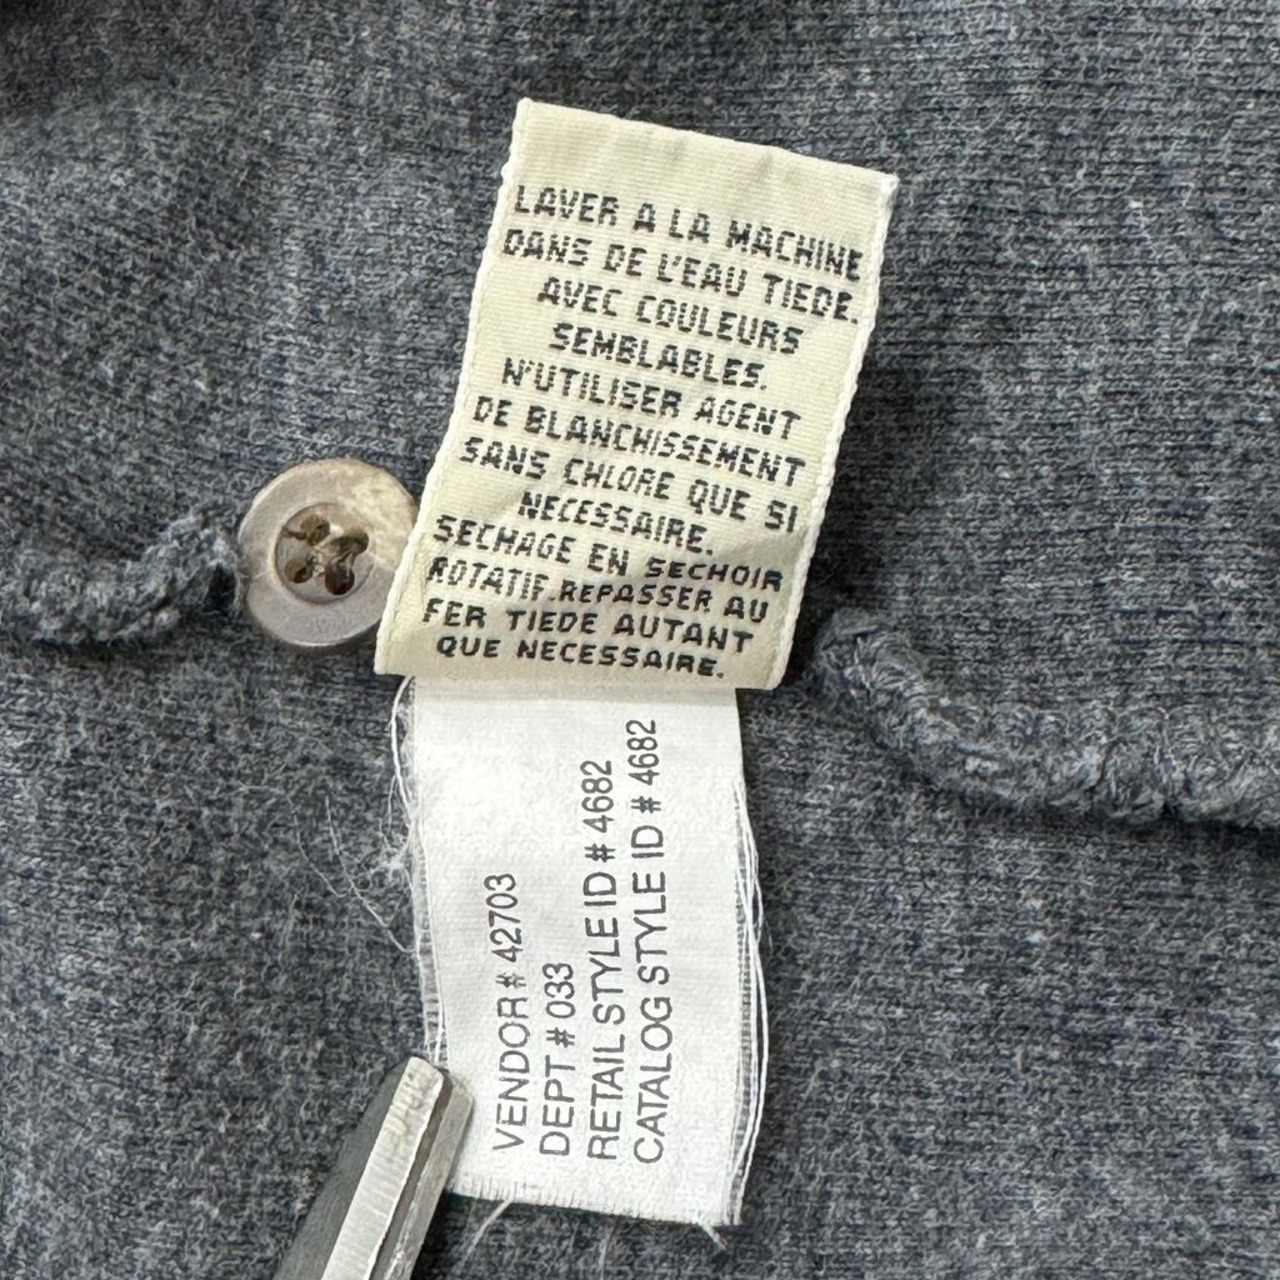 LAVER A LA MACHINE
DANS DE L'EAU TIEDE.
AVEC COULEURS
SEMBLABLES.
N'UTILISER AGENT
DE BLANCHISSEMENT
SANS CHLORE QUE SI
NECESSAIRE.
SECHAGE EN SECHOIR
ROTATIF.REPASSER AU
FER TIEDE AUTANT
QUE NECESSAIRE.
VENDOR # 42703
DEPT # 033
RETAIL STYLE ID # 4682
CATALOG STYLE ID # 4682